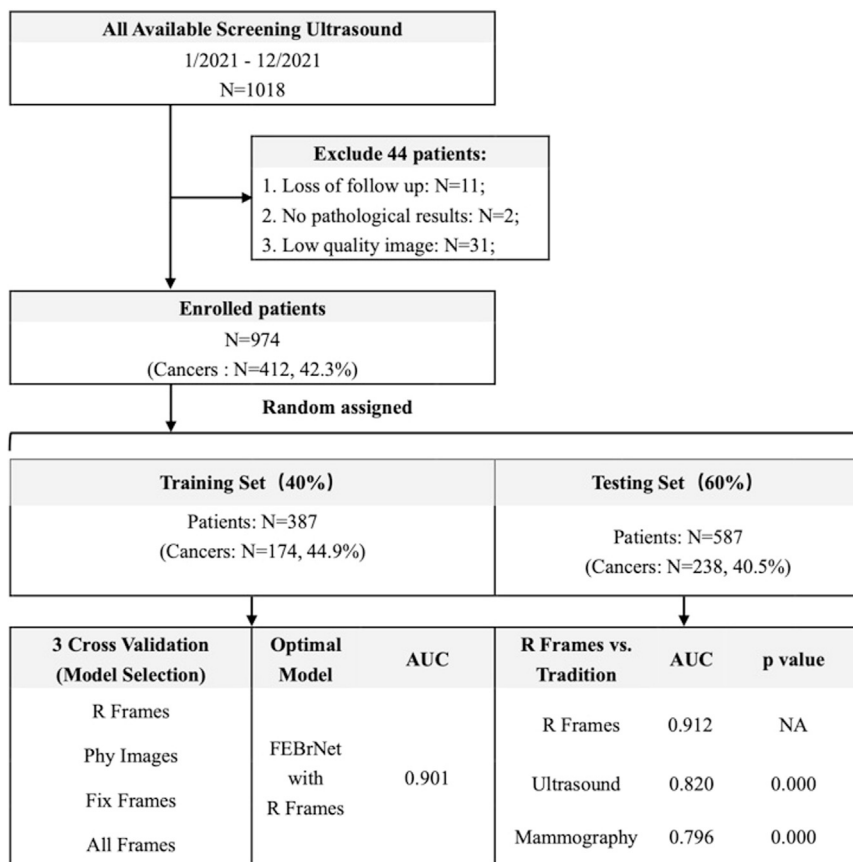 All Available Screening Ultrasound
1/2021 - 12/2021
N=1018
Exclude 44 patients:
1. Loss of follow up: N=11;
2. No pathological results: N=2;
3. Low quality image: N=31;
Enrolled patients
N=974
(Cancers : N=412, 42.3%)
Random assigned
Training Set（40%）
Patients: N=387
(Cancers: N=174, 44.9%)
Testing Set（60%）
Patients: N=587
(Cancers: N=238, 40.5%)
3 Cross Validation
(Model Selection)
Optimal
Model
AUC
R Frames
Phy Images
Fix Frames
All Frames
FEBrNet
with
R Frames
0.901
R Frames vs.
Tradition
AUC
p value
R Frames 0.912 NA
Ultrasound 0.820 0.000
Mammography 0.796 0.000